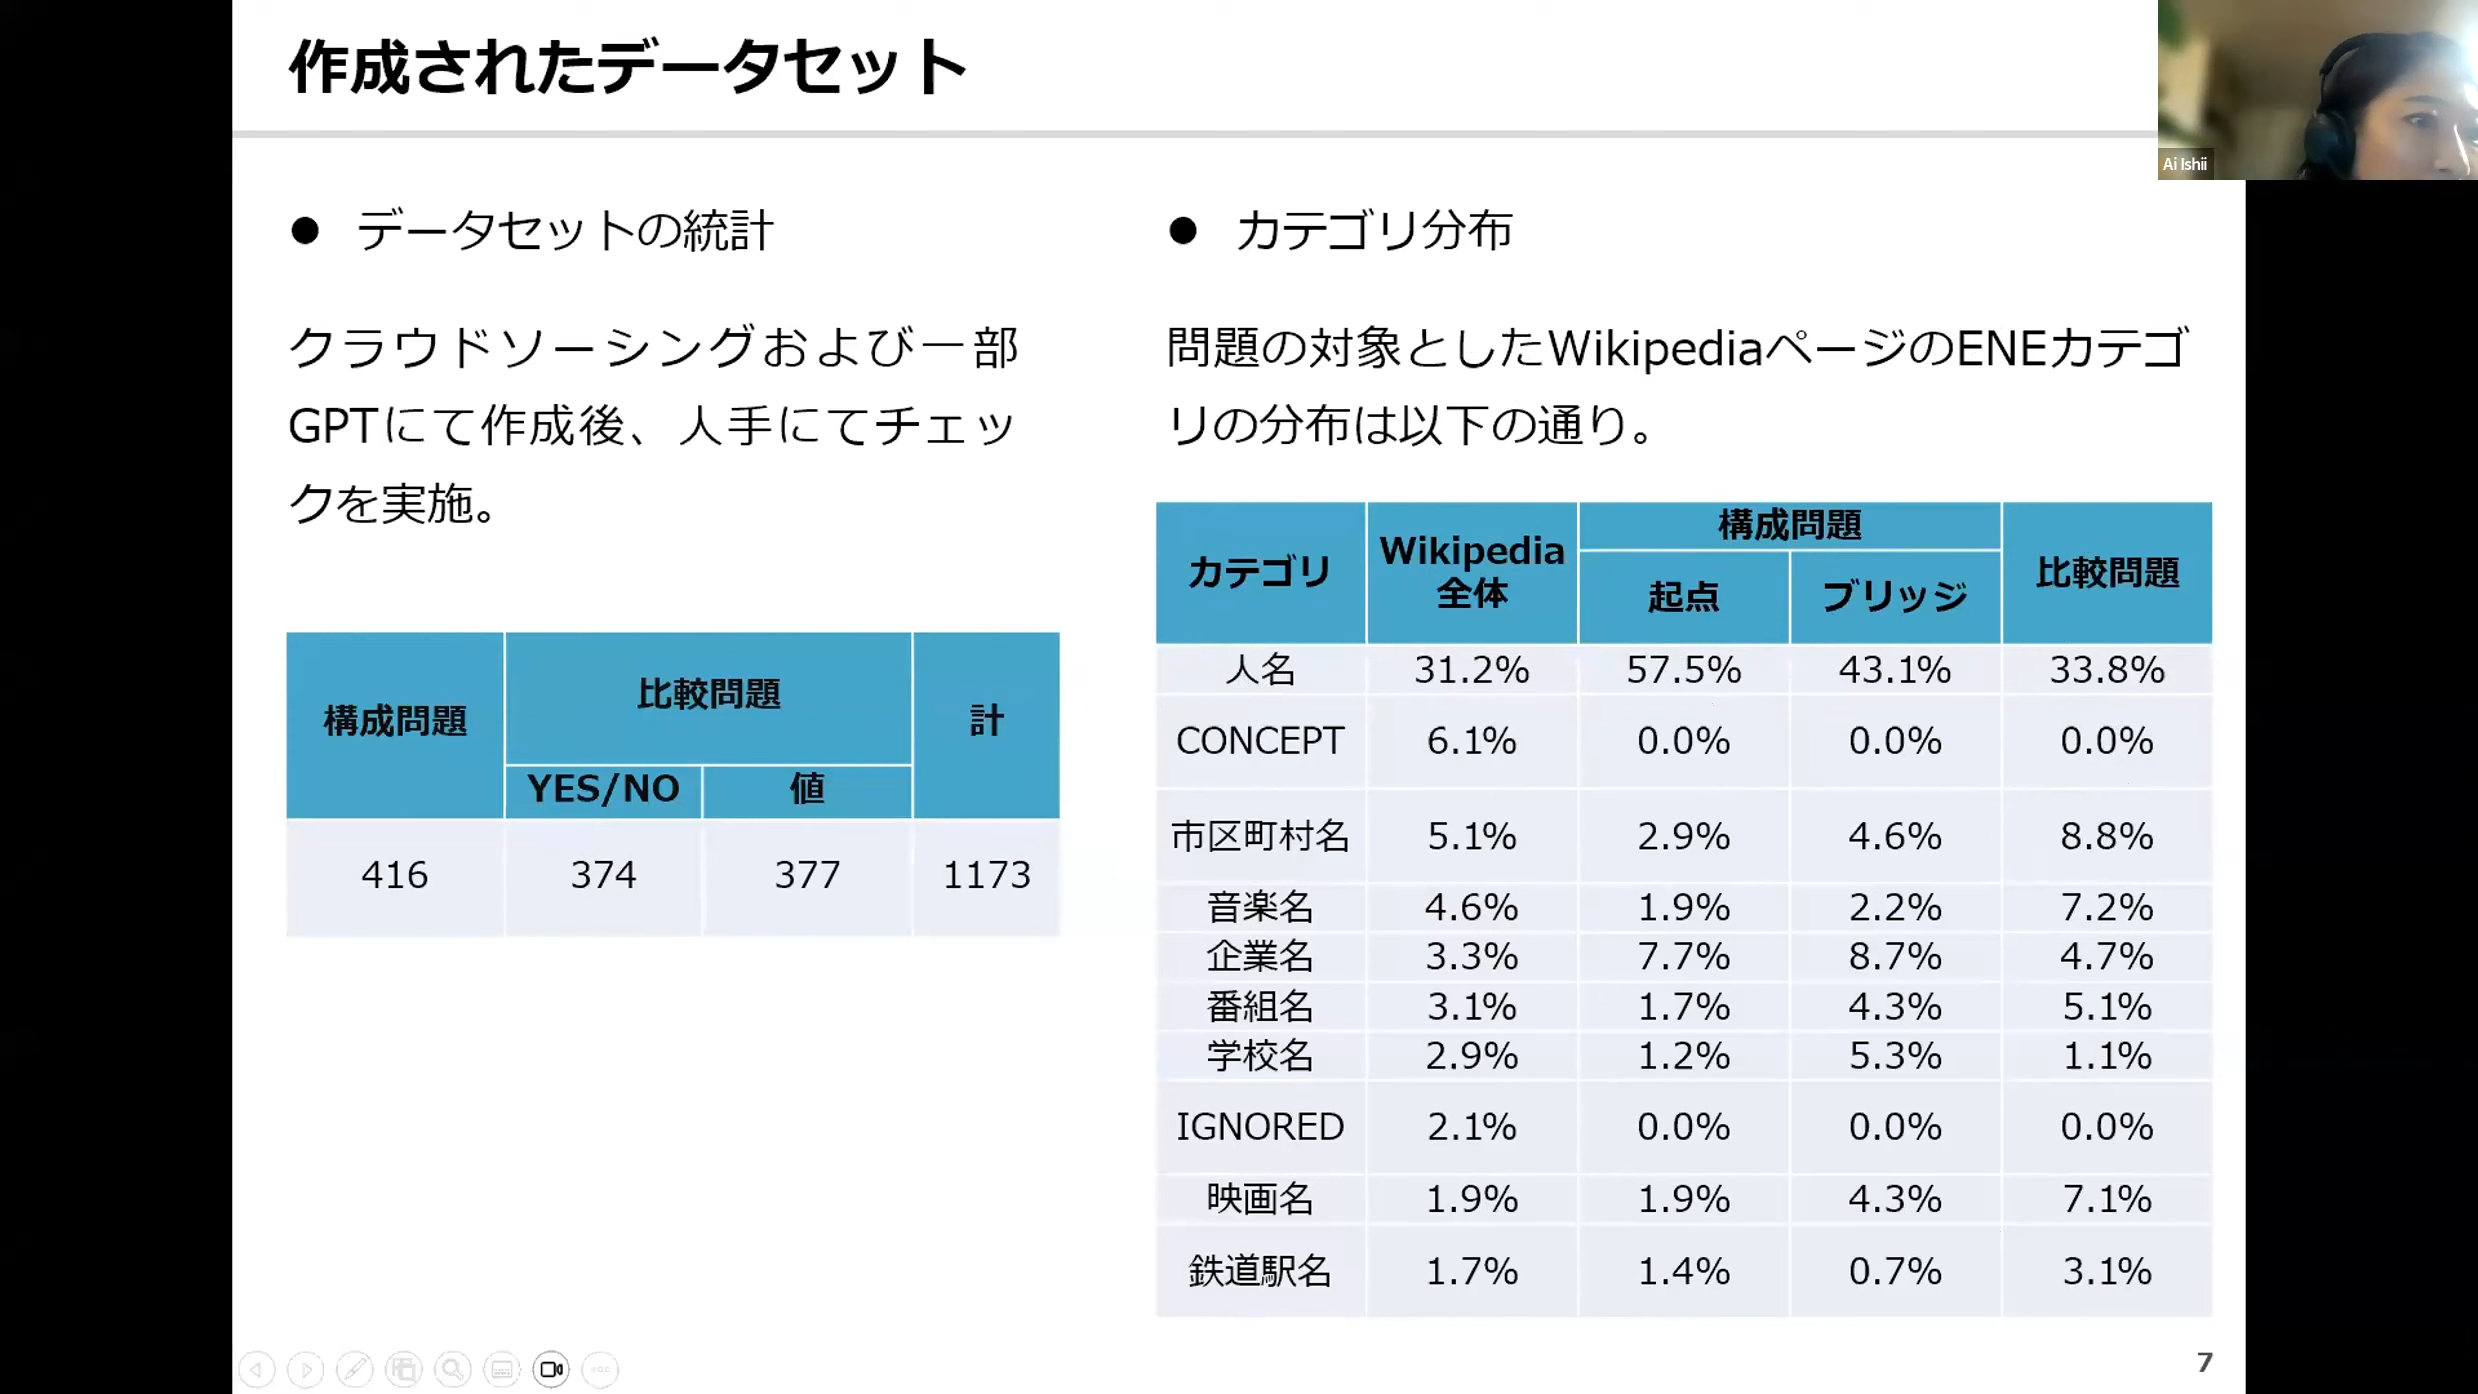 作成されたデータセット
Ai Ishii
● データセットの統計
クラウドソーシングおよび一部
GPTにて作成後、人手にてチェッ
クを実施。
構成問題 比較問題 計
YES/NO 値
416 374 377 1173
● カテゴリ分布
問題の対象としたWikipediaページのENEカテゴ
リの分布は以下の通り。
カテゴリ Wikipedia全体 構成問題 比較問題
起点 ブリッジ
人名 31.2% 57.5% 43.1% 33.8%
CONCEPT 6.1% 0.0% 0.0% 0.0%
市区町村名 5.1% 2.9% 4.6% 8.8%
音楽名 4.6% 1.9% 2.2% 7.2%
企業名 3.3% 7.7% 8.7% 4.7%
番組名 3.1% 1.7% 4.3% 5.1%
学校名 2.9% 1.2% 5.3% 1.1%
IGNORED 2.1% 0.0% 0.0% 0.0%
映画名 1.9% 1.9% 4.3% 7.1%
鉄道駅名 1.7% 1.4% 0.7% 3.1%
7